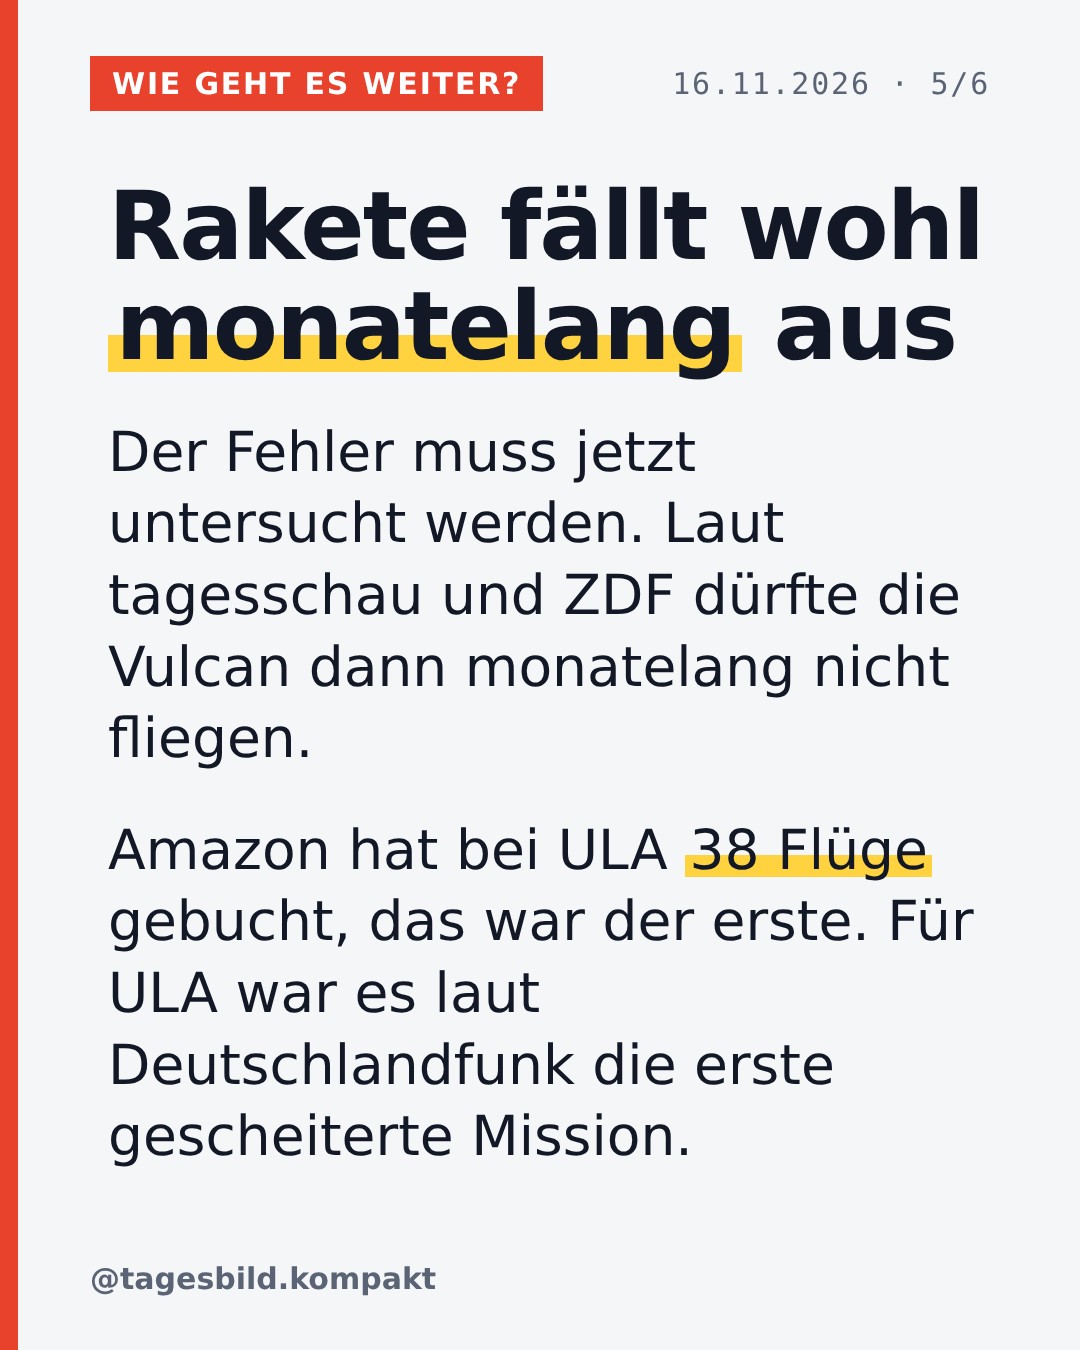 WIE GEHT ES WEITER?
16.11.2026 · 5/6
Rakete fällt wohl
monatelang aus
Der Fehler muss jetzt
untersucht werden. Laut
tagesschau und ZDF dürfte die
Vulcan dann monatelang nicht
fliegen.
Amazon hat bei ULA 38 Flüge
gebucht, das war der erste. Für
ULA war es laut
Deutschlandfunk die erste
gescheiterte Mission.
@tagesbild.kompakt